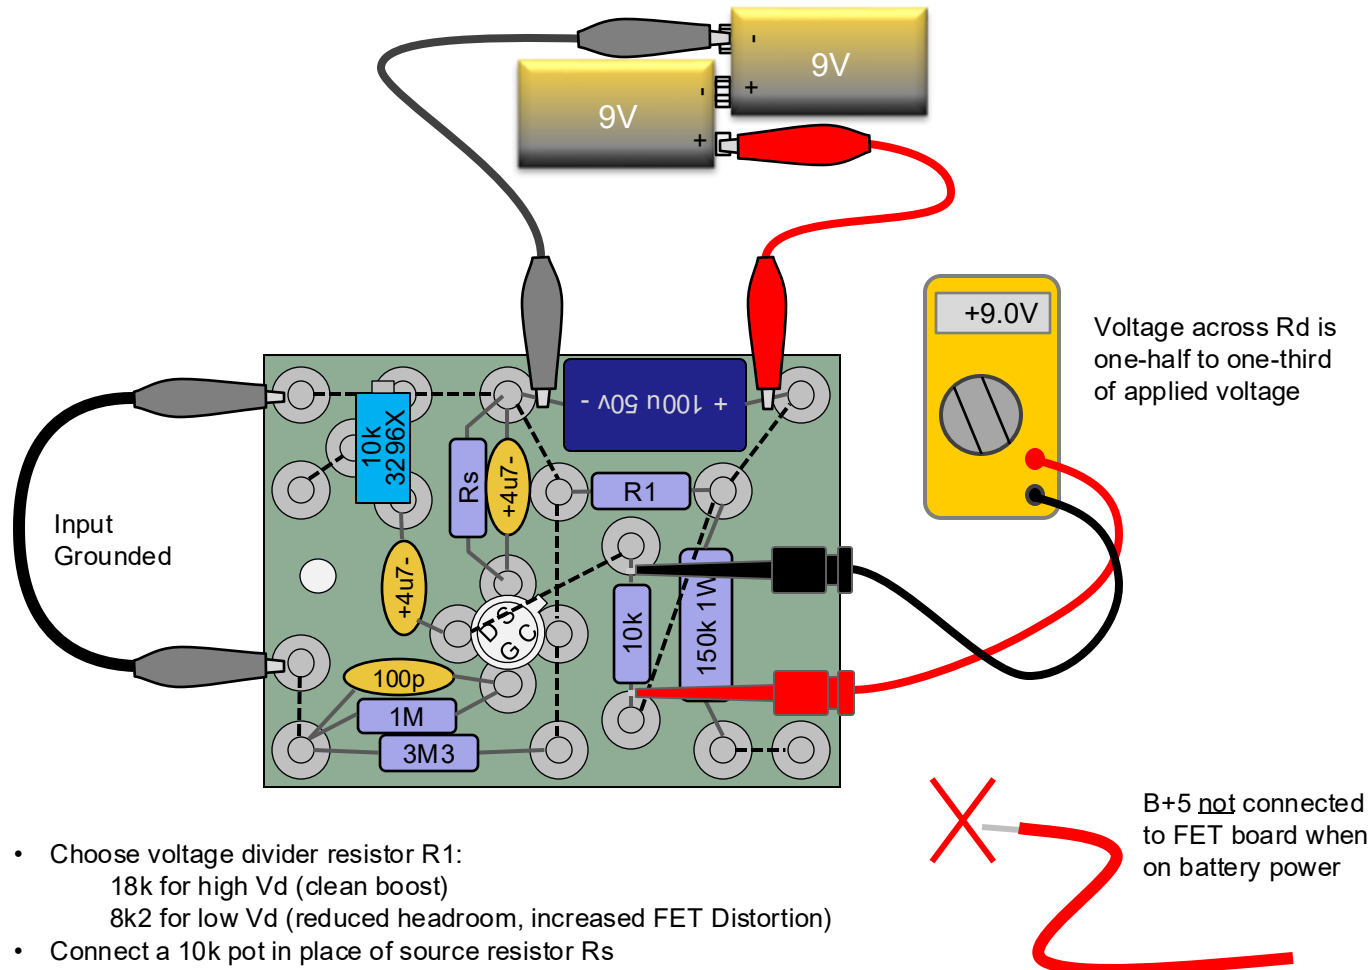 -
9V
+
-
9V
+
+9.0V
Voltage across Rd is
one-half to one-third
of applied voltage
+ 100u 50v -
10k
3296X
Rs
+4u7-
R1
Input
Grounded
+4u7-
D S
G C
10k
150k 1W
100p
1M
3M3
B+5 not connected
to FET board when
on battery power
• Choose voltage divider resistor R1:
18k for high Vd (clean boost)
8k2 for low Vd (reduced headroom, increased FET Distortion)
• Connect a 10k pot in place of source resistor Rs